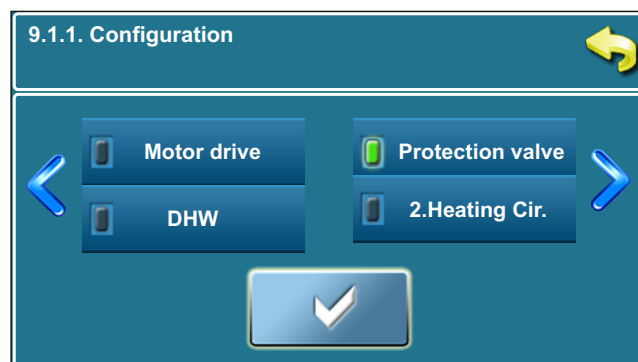 9.1.1. Configuration
Motor drive
Protection valve
DHW
2.Heating Cir.